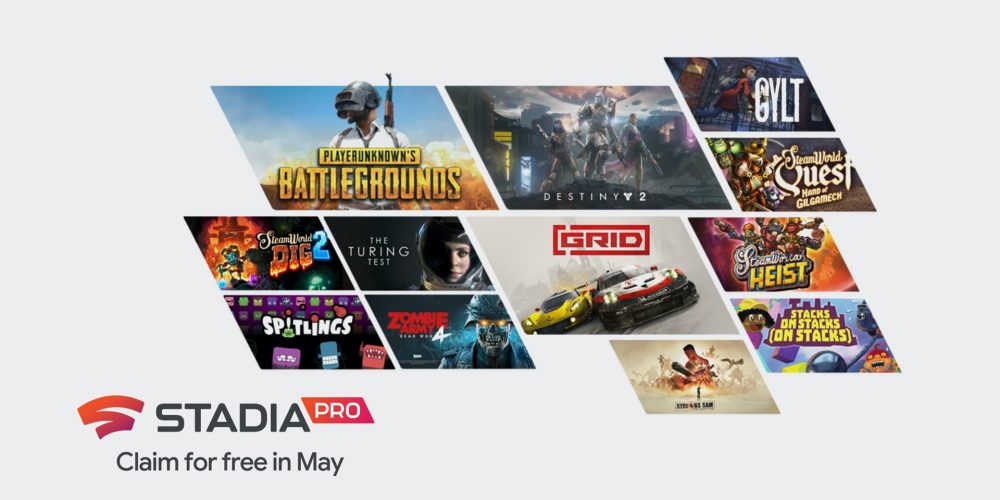 PLAYERUNKNOWN'S
BATTLEGROUNDS
DESTINY 2
GYLT
SteamWorld
Quest
HAND OF
GILGAMECH
SteamWorld
DIG 2
THE
TURING
TEST
GRID
SteamWorld
HEIST
SPITLINGS
ZOMBIE
ARMY 4
DEAD WAR
STACKS
ON STACKS
(ON STACKS)
SERIOUS SAM
STADIA PRO
Claim for free in May